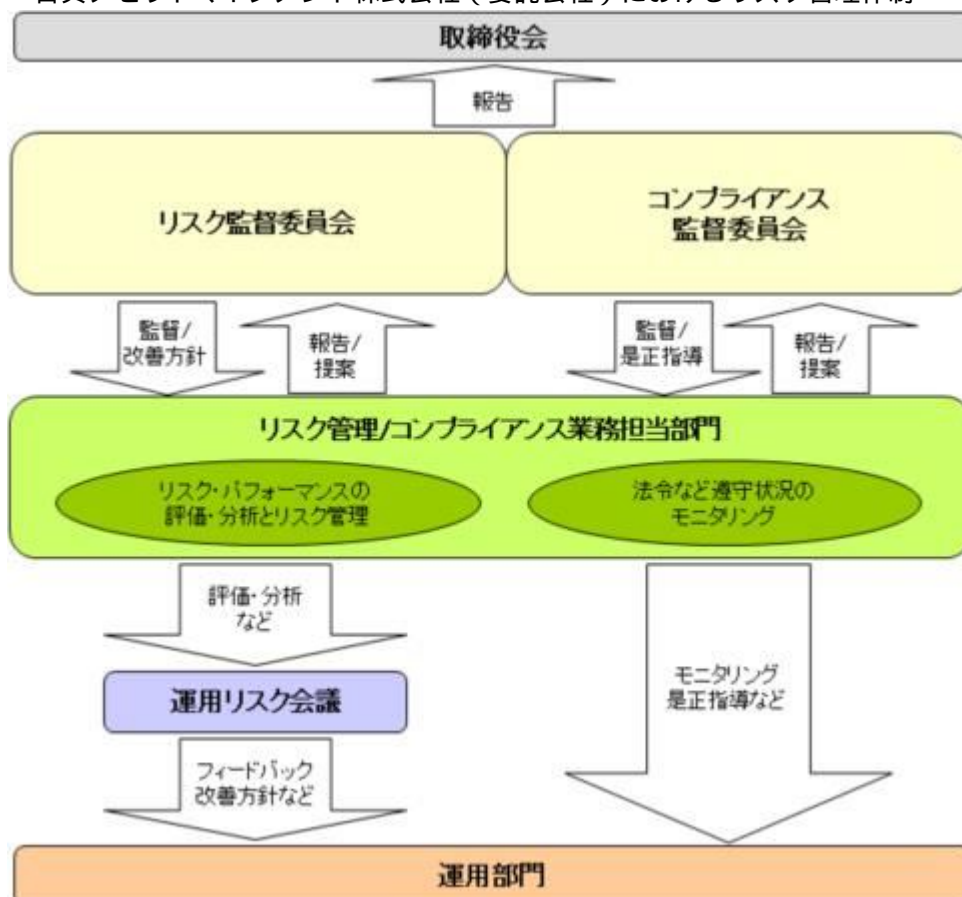 取締役会
報告
リスク監督委員会
コンプライアンス
監督委員会
監督/
改善方針
報告/
提案
監督/
是正指導
報告/
提案
リスク管理/コンプライアンス業務担当部門
リスク・パフォーマンスの
評価・分析とリスク管理
法令など遵守状況の
モニタリング
評価・分析
など
運用リスク会議
モニタリング
是正指導など
フィードバック
改善方針など
運用部門